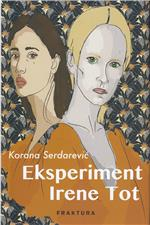 Korana Serdarević
Eksperiment
Irene Tot
FRAKTURA